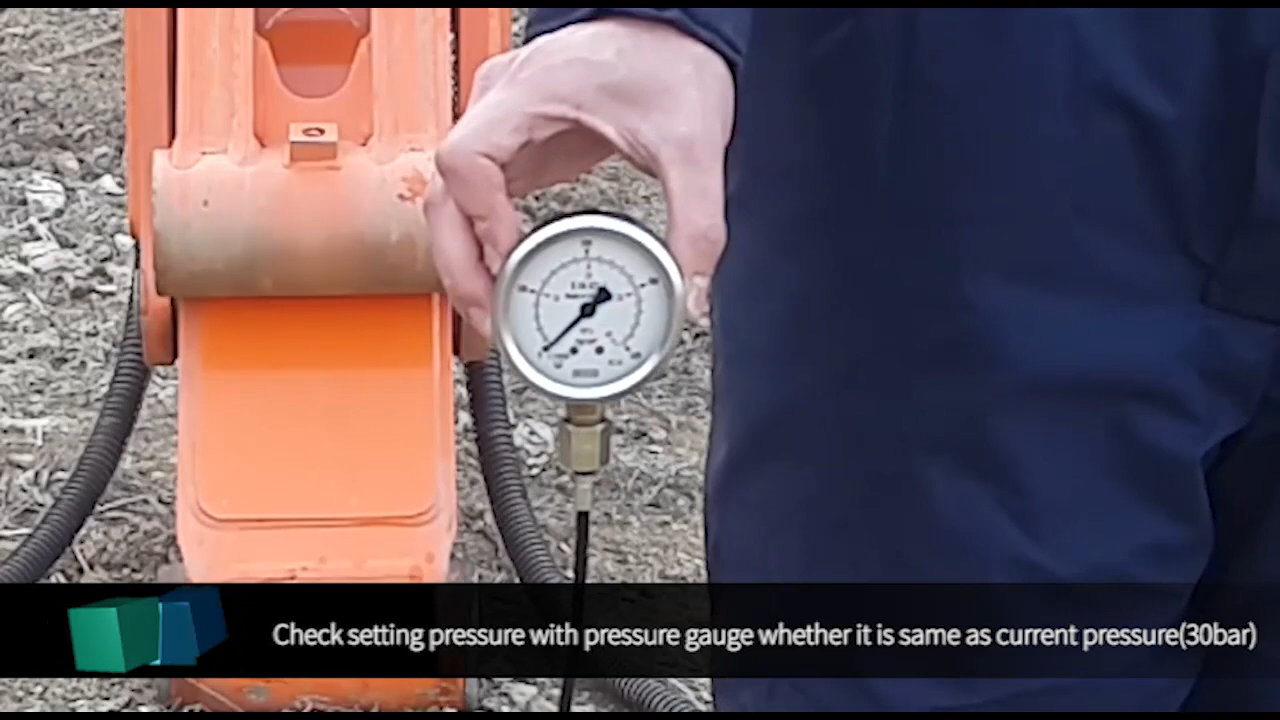 Check setting pressure with pressure gauge whether it is same as current pressure(30bar)